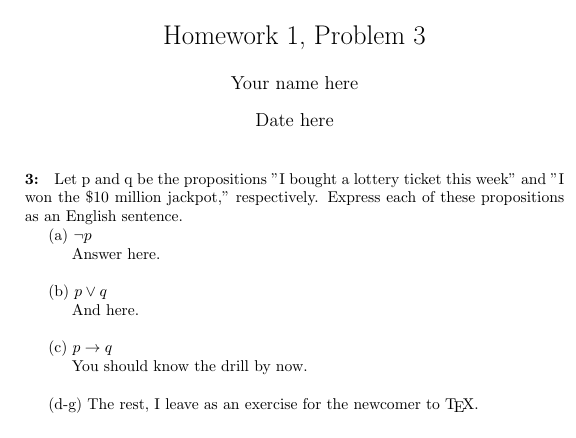 Homework 1, Problem 3
Your name here
Date here
3: Let p and q be the propositions ”I bought a lottery ticket this week” and ”I
won the $10 million jackpot,” respectively. Express each of these propositions
as an English sentence.
(a) ¬p
Answer here.
(b) p ∨ q
And here.
(c) p → q
You should know the drill by now.
(d-g) The rest, I leave as an exercise for the newcomer to TEX.